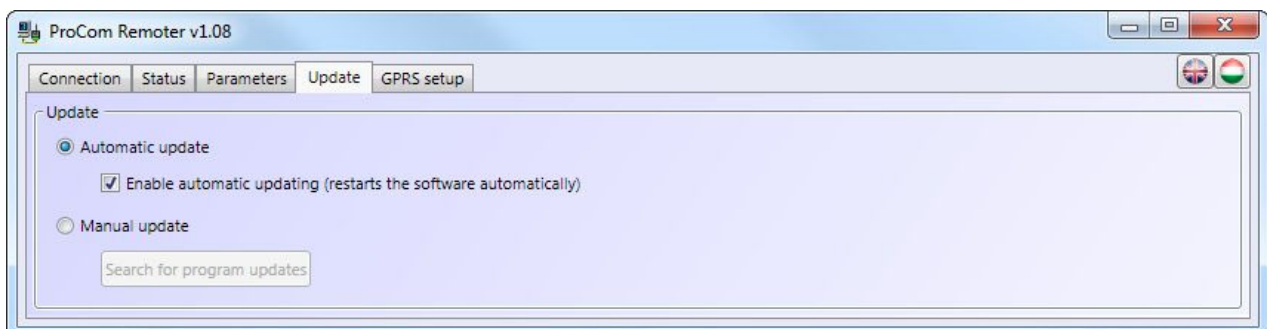 ProCom Remoter v1.08
Connection Status Parameters Update GPRS setup
Update
Automatic update
Enable automatic updating (restarts the software automatically)
Manual update
Search for program updates